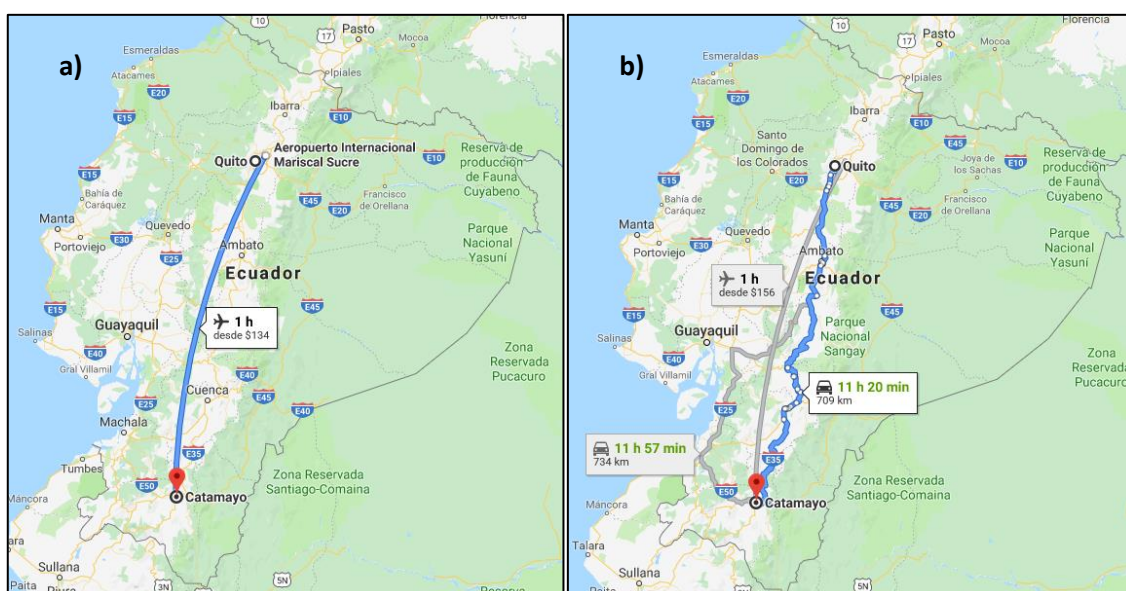 a)
10
Florencia
Pasto
17
Mocoa
Esmeraldas
Atacames
Ipiales
E20
Ibarra
E15
E10
Quito
Aeropuerto Internacional
Mariscal Sucre
E10
E15
Reserva de
producción
de Fauna
Cuyabeno
Bahía de
Caráquez
E45
Francisco
de Orellana
E20
Manta
Quevedo
Portoviejo
E30
Ambato
Parque
Nacional
Yasuní
E25
Ecuador
E15
E45
1 h
desde $134
Salinas
Guayaquil
E40
Zona
Reservada
Pucacuro
Gral Villamil
E40
Cuenca
E25
E45
E40
Machala
E35
Tumbes
Zona Reservada
Santiago-Comaina
E50
Catamayo
Máncora
Talara
Sullana
Paita
3N
5N
b)
10
Florencia
Pasto
17
Mocoa
Esmeraldas
Atacames
Ipiales
E20
Ibarra
E15
E10
Santo
Domingo
de los Colorados
Quito
Joya de
los Sachas
E10
E20
E15
Reserva de
producción
de Fauna
Cuyabeno
Bahía de
Caráquez
E45
Francisco
de Orellana
Manta
Quevedo
Portoviejo
E30
Ambato
Parque
Nacional
Yasuní
1 h
desde $156
Ecuador
E15
E45
Guayaquil
Salinas
Parque
Nacional
Sangay
E40
Zona
Reservada
Pucacuro
Gral Villamil
11 h 20 min
709 km
E25
11 h 57 min
734 km
E35
Zona Reservada
Santiago-Comaina
E50
Catamayo
Máncora
Talara
Sullana
Paita
5N